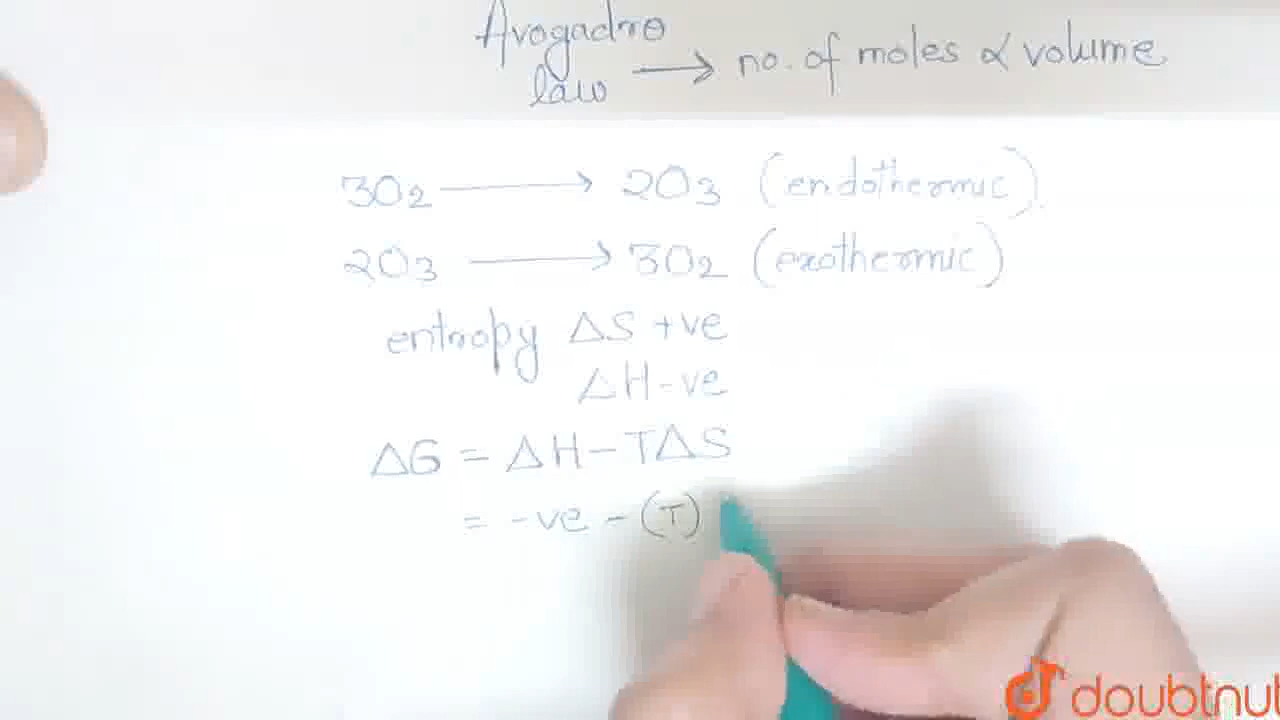 Avogadro
law → no. of moles α volume
3O2 → 2O3 (endothermic)
2O3 → 3O2 (exothermic)
entropy ΔS +ve
ΔH -ve
ΔG = ΔH - TΔS
= -ve - (T)
doubtnut